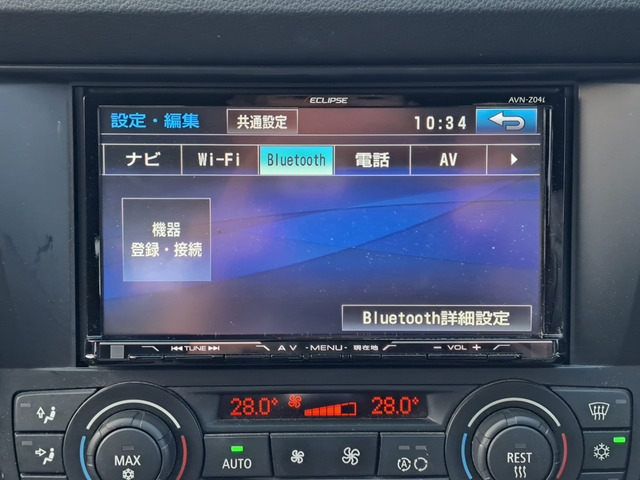 ECLIPSE AVN-Z04i
設定・編集 共通設定 10:34
ナビ Wi-Fi Bluetooth 電話 AV
機器
登録・接続
Bluetooth詳細設定
TUNE AV -MENU- 現在地 - VOL +
28.0° 28.0°
MAX AUTO REST